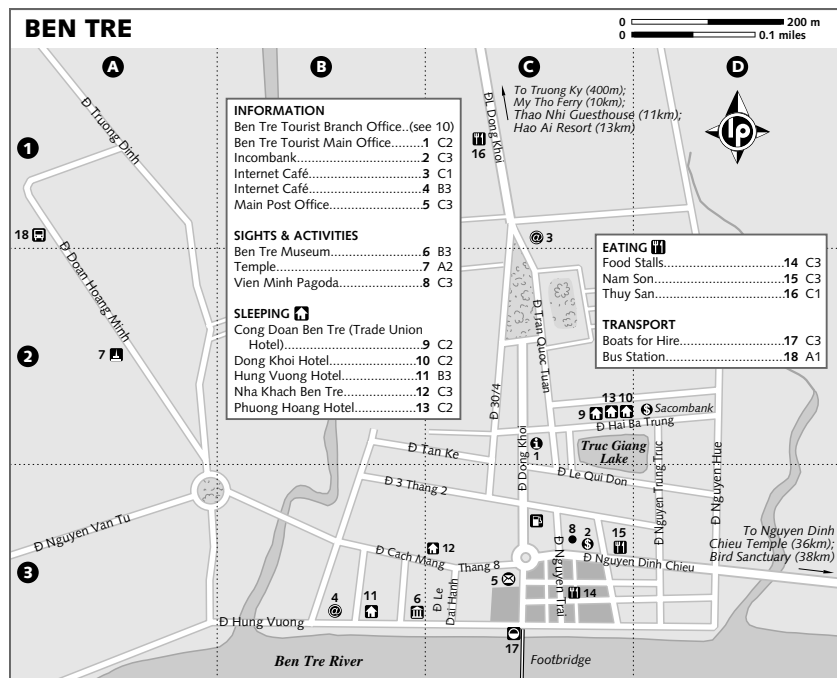 BEN TRE
0 200 m
0 0.1 miles
A B C D
1
2
3
To Truong Ky (400m);
My Tho Ferry (10km);
Thao Nhi Guesthouse (11km);
Hao Ai Resort (13km)
lp
INFORMATION
Ben Tre Tourist Branch Office..(see 10)
Ben Tre Tourist Main Office.......1 C2
Incombank...............................2 C3
Internet Café............................3 C1
Internet Café............................4 B3
Main Post Office.......................5 C3
SIGHTS & ACTIVITIES
Ben Tre Museum.......................6 B3
Temple.....................................7 A2
Vien Minh Pagoda.....................8 C3
SLEEPING
Cong Doan Ben Tre (Trade Union
Hotel)...................................9 C2
Dong Khoi Hotel.....................10 C2
Hung Vuong Hotel..................11 B3
Nha Khach Ben Tre.................12 C3
Phuong Hoang Hotel...............13 C2
EATING
Food Stalls..............................14 C3
Nam Son................................15 C3
Thuy San................................16 C1
TRANSPORT
Boats for Hire.........................17 C3
Bus Station.............................18 A1
Đ Truong Dinh
ĐL Dong Khoi
16
18
@ 3
Đ Doan Hoang Minh
7
Đ Tran Quoc Tuan
Đ 30/4
13 10
9
$ Sacombank
Đ Hai Ba Trung
i
1
Truc Giang
Lake
Đ Tan Ke
Đ Dong Khoi
Đ Le Qui Don
Đ Nguyen Trung Truc
Đ Nguyen Hue
Đ 3 Thang 2
Đ Nguyen Van Tu
8 2 15
$
To Nguyen Dinh
Chieu Temple (36km);
Bird Sanctuary (38km)
12
Đ Cach Mang Thang 8
Đ Nguyen Dinh Chieu
Đ Nguyen Trai
Đ Le
Dai Hanh
5
14
4 11 6
@
Đ Hung Vuong
17
Ben Tre River
Footbridge